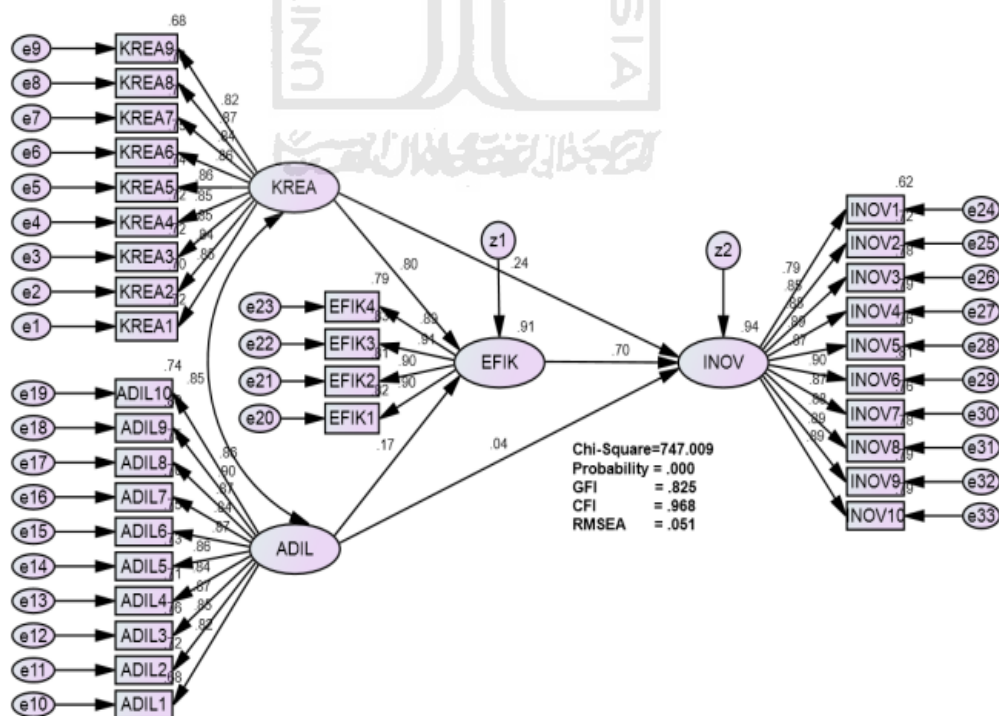 .68
e9 KREA9
e8 KREA8
e7 KREA7
e6 KREA6
e5 KREA5
e4 KREA4
e3 KREA3
e2 KREA2
e1 KREA1
.82
.87
.84
.86
.86
.85
.85
.84
.85
KREA
.80
.24
.85
z1
z2
.79
e23 EFIK4
e22 EFIK3
e21 EFIK2
e20 EFIK1
.89
.91
.90
.90
.91
EFIK
.70
.94
INOV
.17
.04
.74
e19 ADIL10
e18 ADIL9
e17 ADIL8
e16 ADIL7
e15 ADIL6
e14 ADIL5
e13 ADIL4
e12 ADIL3
e11 ADIL2
e10 ADIL1
.90
.87
.84
.87
.86
.84
.87
.85
.82
ADIL
.62
INOV1 e24
INOV2 e25
INOV3 e26
INOV4 e27
INOV5 e28
INOV6 e29
INOV7 e30
INOV8 e31
INOV9 e32
NOV10 e33
.79
.85
.88
.89
.87
.90
.87
.88
.89
.89
Chi-Square=747.009
Probability = .000
GFI = .825
CFI = .968
RMSEA = .051